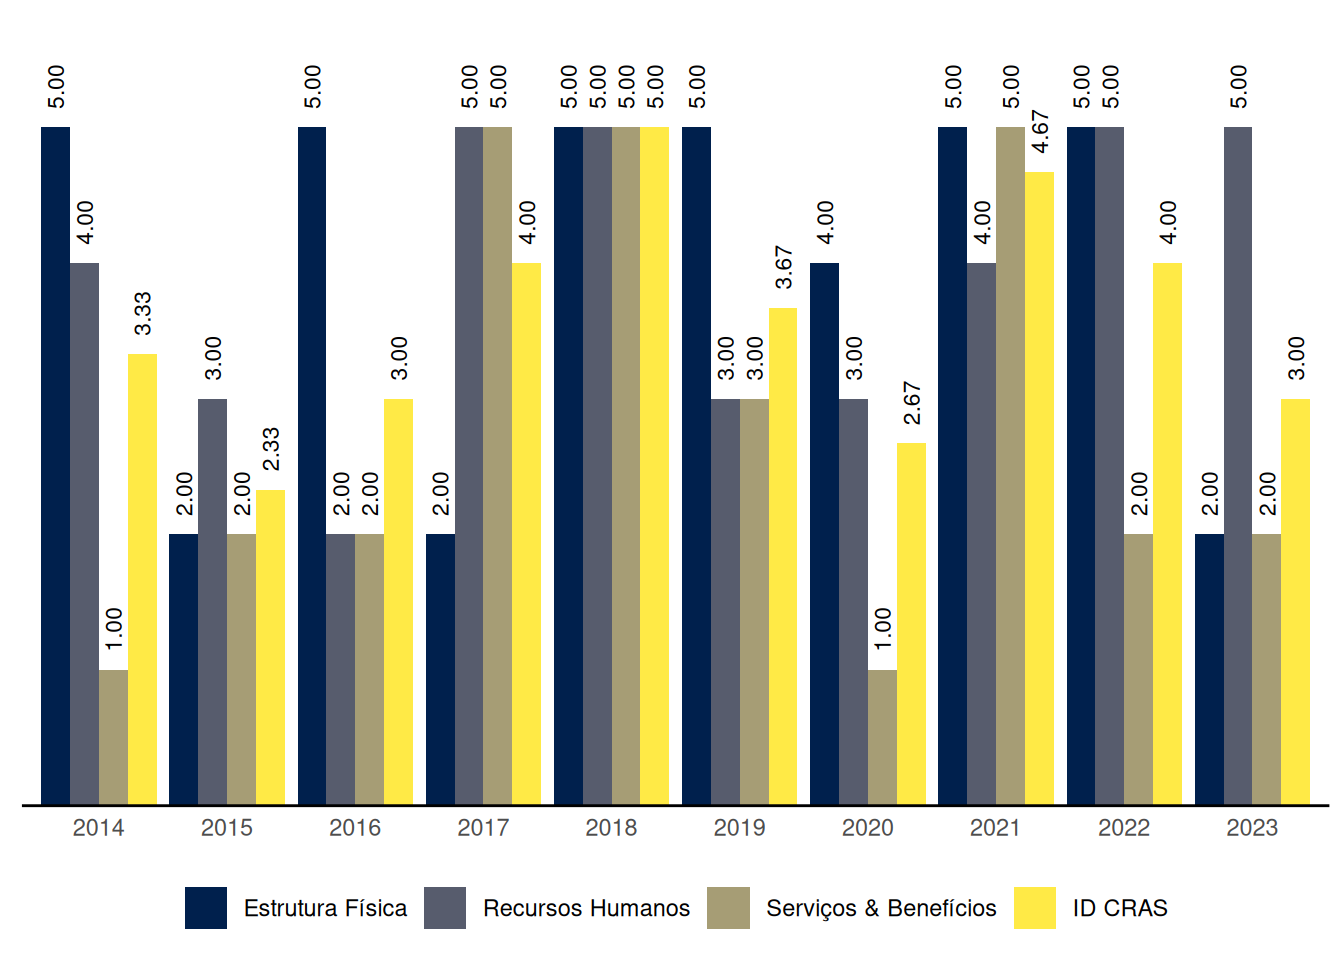 5.00 4.00 1.00 3.33
2.00 3.00 2.00 2.33
5.00 2.00 2.00 3.00
2.00 5.00 5.00 4.00
5.00 5.00 5.00 5.00
5.00 3.00 3.00 3.67
4.00 3.00 1.00 2.67
5.00 4.00 5.00 4.67
5.00 5.00 2.00 4.00
2.00 5.00 2.00 3.00
2014 2015 2016 2017 2018 2019 2020 2021 2022 2023
Estrutura Física Recursos Humanos Serviços & Benefícios ID CRAS